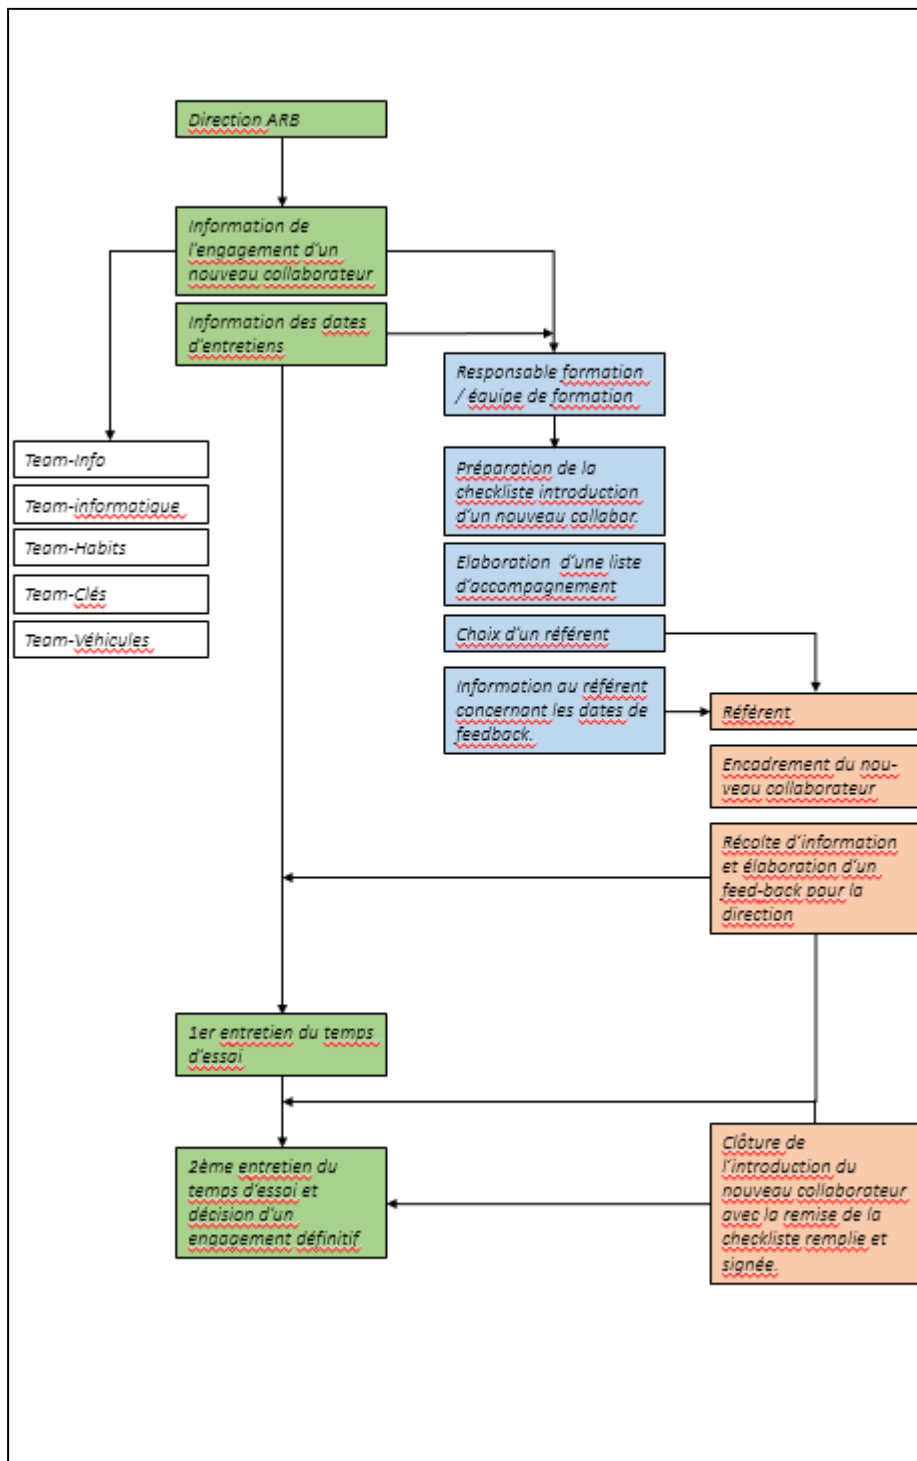 Direction ARB
Information de
l'engagement d'un
nouveau collaborateur
Information des dates
d'entretiens
Responsable formation
/ équipe de formation
Team-Info
Team-informatique
Team-Habits
Team-Clés
Team-Véhicules
Préparation de la
checkliste introduction
d'un nouveau collabor.
Elaboration d'une liste
d'accompagnement
Choix d'un référent
Information au référent
concernant les dates de
feedback.
Référent
Encadrement du nou-
veau collaborateur
Récolte d'information
et élaboration d'un
feed-back pour la
direction
1er entretien du temps
d'essai
2ème entretien du
temps d'essai et
décision d'un
engagement définitif
Clôture de
l'introduction du
nouveau collaborateur
avec la remise de la
checkliste remplie et
signée.